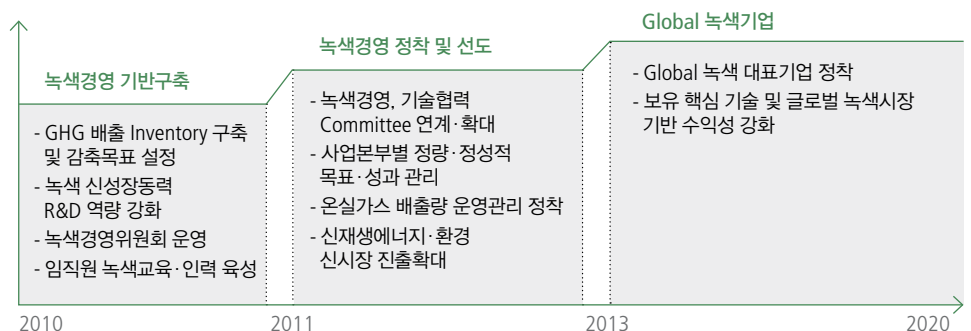 녹색경영 기반구축
- GHG 배출 Inventory 구축
및 감축목표 설정
- 녹색 신성장동력
R&D 역량 강화
- 녹색경영위원회 운영
- 임직원 녹색교육·인력 육성
녹색경영 정착 및 선도
- 녹색경영, 기술협력
Committee 연계·확대
- 사업본부별 정량·정성적
목표·성과 관리
- 온실가스 배출량 운영관리 정착
- 신재생에너지·환경
신시장 진출확대
Global 녹색기업
- Global 녹색 대표기업 정착
- 보유 핵심 기술 및 글로벌 녹색시장
기반 수익성 강화
2010
2011
2013
2020